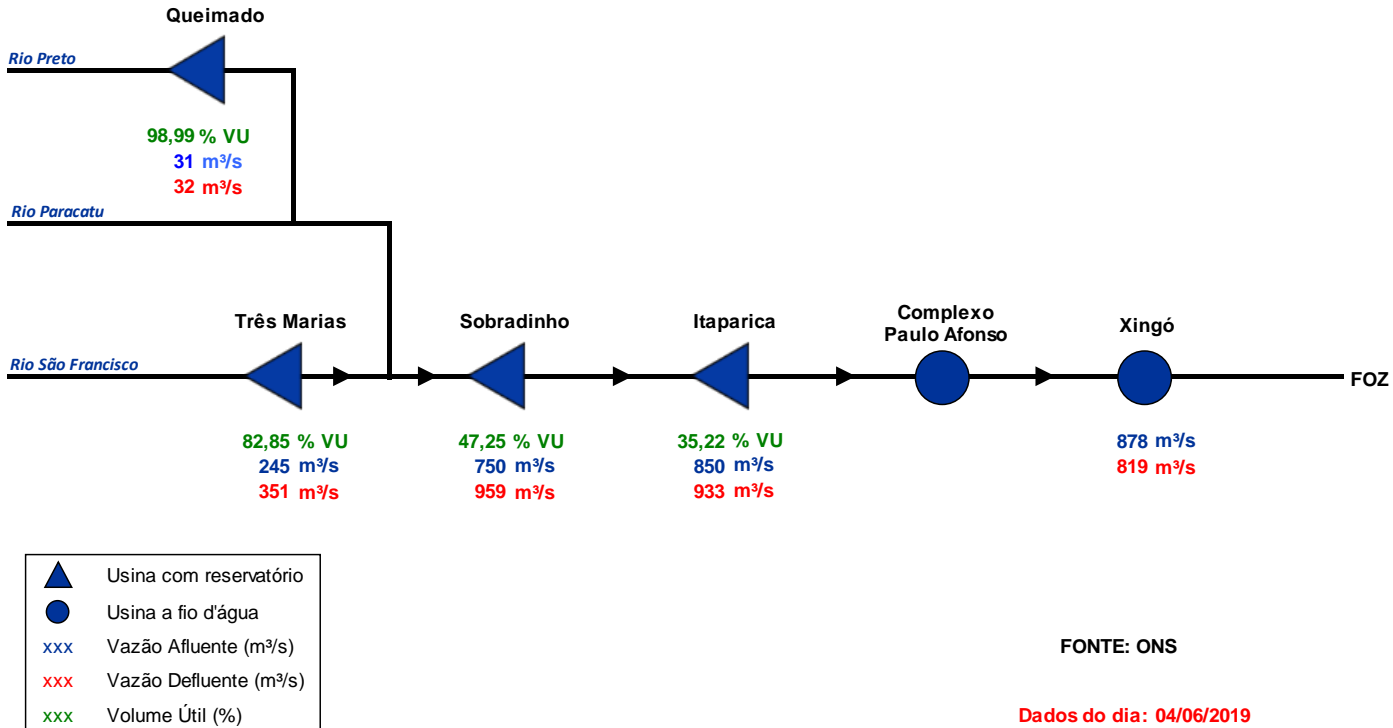 Queimado
Rio Preto
98,99 % VU
31 m³/s
32 m³/s
Rio Paracatu
Três Marias
Sobradinho
Itaparica
Complexo
Paulo Afonso
Xingó
Rio São Francisco
FOZ
82,85 % VU
245 m³/s
351 m³/s
47,25 % VU
750 m³/s
959 m³/s
35,22 % VU
850 m³/s
933 m³/s
878 m³/s
819 m³/s
Usina com reservatório
Usina a fio d'água
xxx Vazão Afluente (m³/s)
xxx Vazão Defluente (m³/s)
xxx Volume Útil (%)
FONTE: ONS
Dados do dia: 04/06/2019